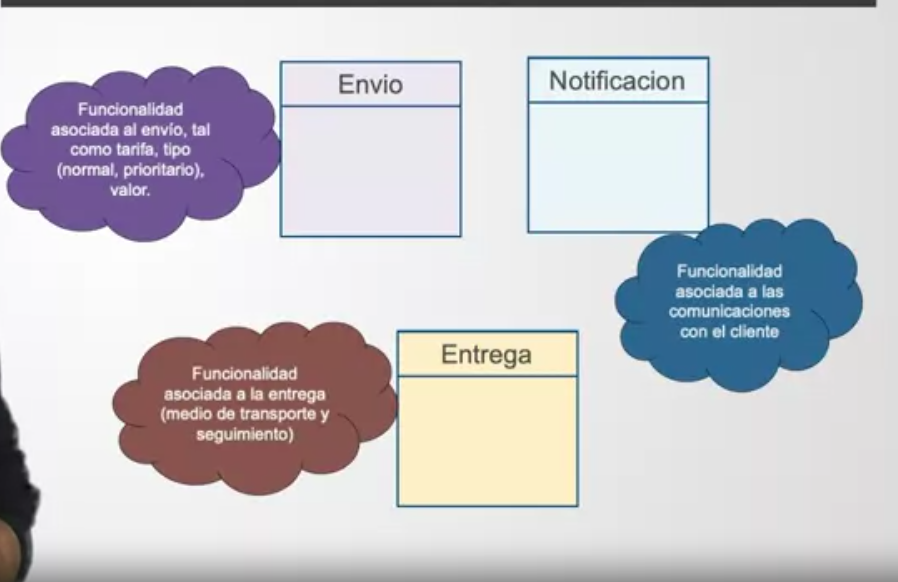 Envio
Notificacion
Funcionalidad
asociada al envío, tal
como tarifa, tipo
(normal, prioritario),
valor.
Funcionalidad
asociada a las
comunicaciones
con el cliente
Entrega
Funcionalidad
asociada a la entrega
(medio de transporte y
seguimiento)